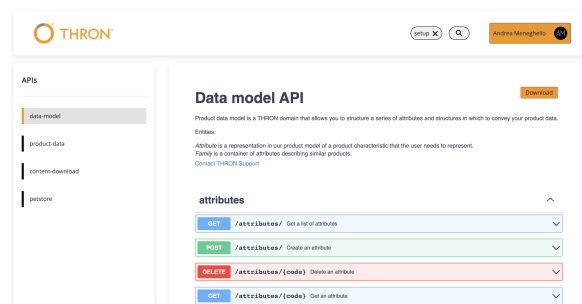 THRON
setup
Andrea Meneghello
AM
APIs
data-model
product-data
content-download
petstore
Data model API
Download
Product data model is a THRON domain that allows you to structure a series of attributes and structures in which to convey your product data.
Entities:
Attribute is a representation in our product model of a product characteristic that the user needs to represent.
Family is a container of attributes describing similar products.
Contact THRON Support
attributes
GET /attributes/ Get a list of attributes
POST /attributes/ Create an attribute
DELETE /attributes/{code} Delete an attribute
GET /attributes/{code} Get an attribute